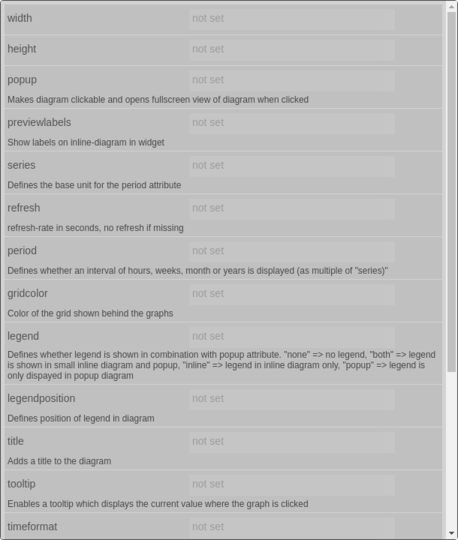 width not set
height not set
popup not set
Makes diagram clickable and opens fullscreen view of diagram when clicked
previewlabels not set
Show labels on inline-diagram in widget
series not set
Defines the base unit for the period attribute
refresh not set
refresh-rate in seconds, no refresh if missing
period not set
Defines whether an interval of hours, weeks, month or years is displayed (as multiple of "series)"
gridcolor not set
Color of the grid shown behind the graphs
legend not set
Defines whether legend is shown in combination with popup attribute. "none" => no legend, "both" => legend
is shown in small inline diagram and popup, "inline" => legend in inline diagram only, "popup" => legend is
only dispayed in popup diagram
legendposition not set
Defines position of legend in diagram
title not set
Adds a title to the diagram
tooltip not set
Enables a tooltip which displays the current value where the graph is clicked
timeformat not set